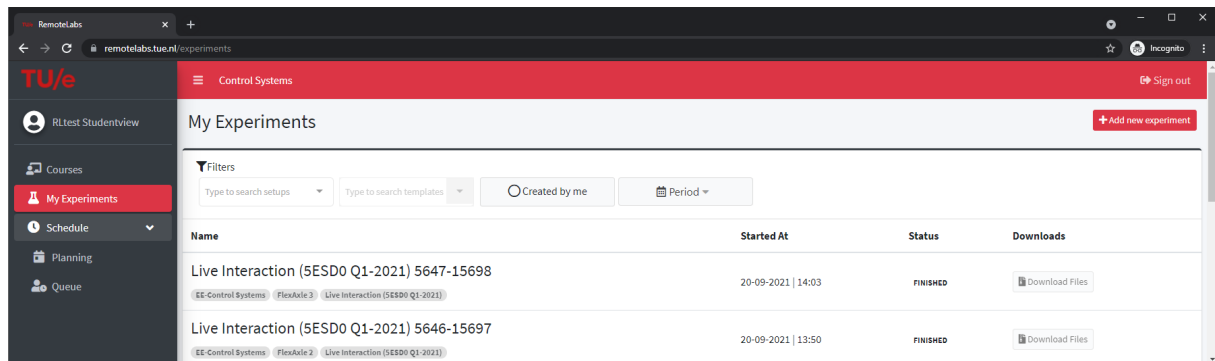 TU/e RemoteLabs
remotelabs.tue.nl/experiments
Incognito
TU/e
Control Systems
Sign out
RLtest Studentview
My Experiments
Add new experiment
Courses
My Experiments
Schedule
Planning
Queue
Filters
Type to search setups
Type to search templates
Created by me
Period
Name Started At Status Downloads
Live Interaction (5ESD0 Q1-2021) 5647-15698
EE-Control Systems FlexAxle 3 Live Interaction (5ESD0 Q1-2021)
20-09-2021 | 14:03 FINISHED Download Files
Live Interaction (5ESD0 Q1-2021) 5646-15697
EE-Control Systems FlexAxle 2 Live Interaction (5ESD0 Q1-2021)
20-09-2021 | 13:50 FINISHED Download Files